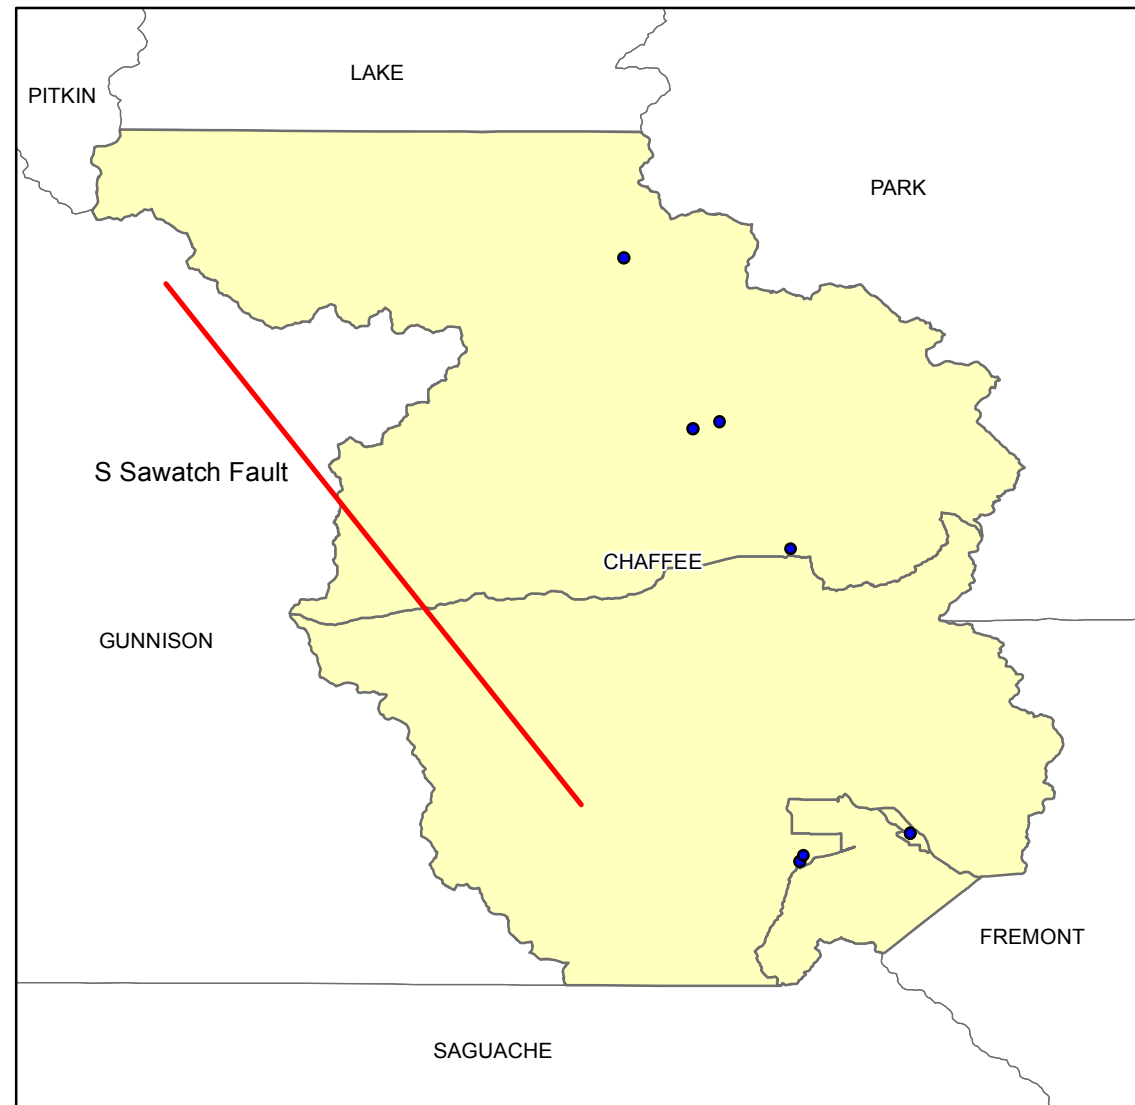 LAKE
PITKIN
PARK
S Sawatch Fault
CHAFFEE
GUNNISON
FREMONT
SAGUACHE